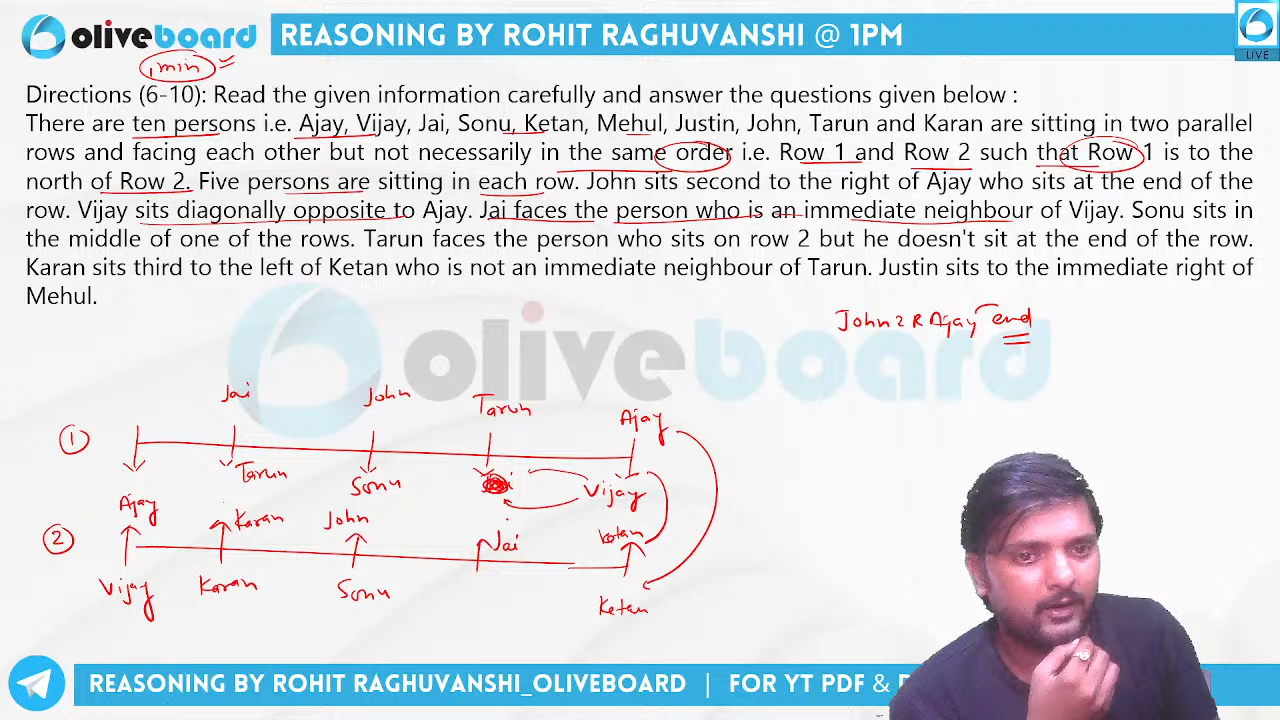 oliveboard REASONING BY ROHIT RAGHUVANSHI @ 1PM
LIVE
min
Directions (6-10): Read the given information carefully and answer the questions given below :
There are ten persons i.e. Ajay, Vijay, Jai, Sonu, Ketan, Mehul, Justin, John, Tarun and Karan are sitting in two parallel
rows and facing each other but not necessarily in the same order i.e. Row 1 and Row 2 such that Row 1 is to the
north of Row 2. Five persons are sitting in each row. John sits second to the right of Ajay who sits at the end of the
row. Vijay sits diagonally opposite to Ajay. Jai faces the person who is an immediate neighbour of Vijay. Sonu sits in
the middle of one of the rows. Tarun faces the person who sits on row 2 but he doesn't sit at the end of the row.
Karan sits third to the left of Ketan who is not an immediate neighbour of Tarun. Justin sits to the immediate right of
Mehul.
oliveboard
John 2 R Ajay end
Jai John Tarun Ajay
1
Tarun Sonu Vijay
Ajay Karan John Jai Ketan
2
Vijay Karan Sonu Ketan
REASONING BY ROHIT RAGHUVANSHI_OLIVEBOARD | FOR YT PDF &